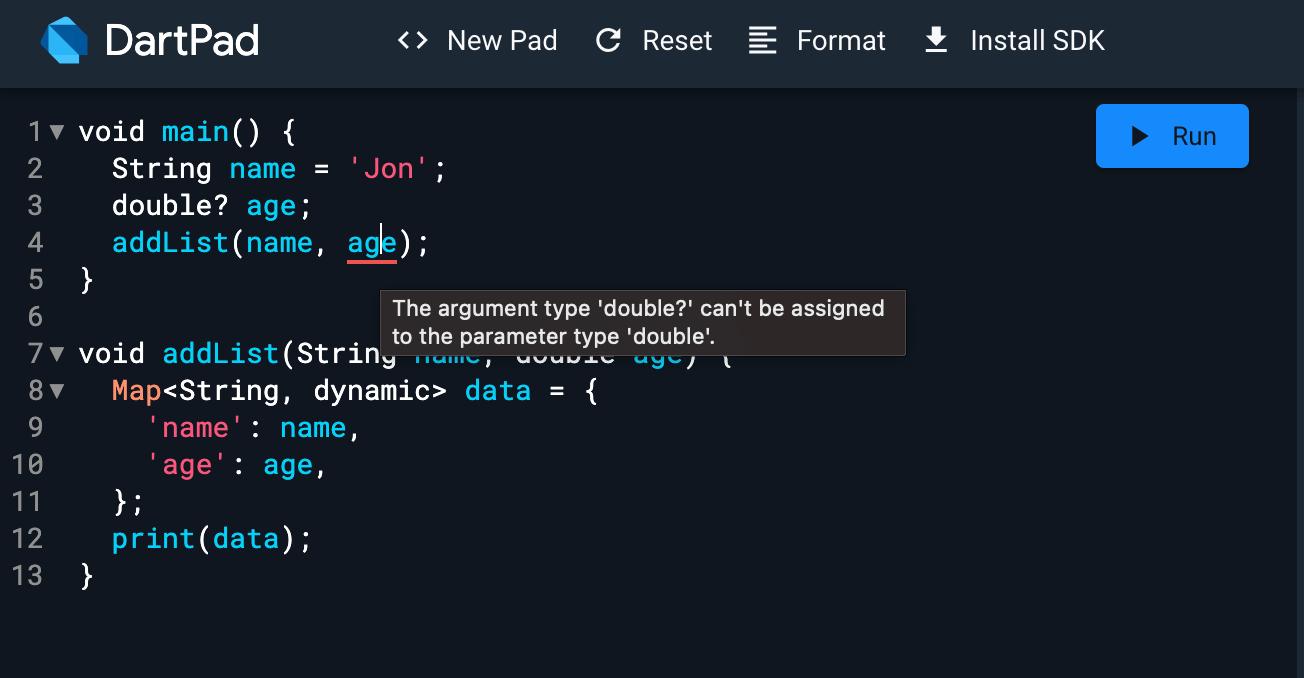 DartPad <> New Pad Reset Format Install SDK
Run
1 void main() {
2   String name = 'Jon';
3   double? age;
4   addList(name, age);
5 }
6
The argument type 'double?' can't be assigned
to the parameter type 'double'.
7 void addList(String name, double age) {
8   Map<String, dynamic> data = {
9     'name': name,
10     'age': age,
11   };
12   print(data);
13 }